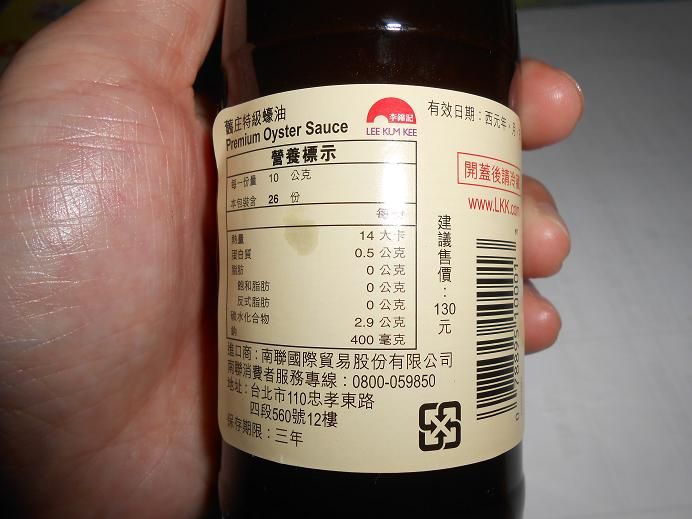 舊庄特級蠔油
Premium Oyster Sauce
李錦記
LEE KUM KEE
營養標示
每一份量 10 公克
本包裝含 26 份
每份
熱量 14 大卡
蛋白質 0.5 公克
脂肪 0 公克
飽和脂肪 0 公克
反式脂肪 0 公克
碳水化合物 2.9 公克
鈉 400 毫克
進口商：南聯國際貿易股份有限公司
南聯消費者服務專線：0800-059850
地址：台北市110忠孝東路
四段560號12樓
保存期限：三年
建議售價：130元
有效日期：西元年，月，
開蓋後請冷藏
www.LKK.com